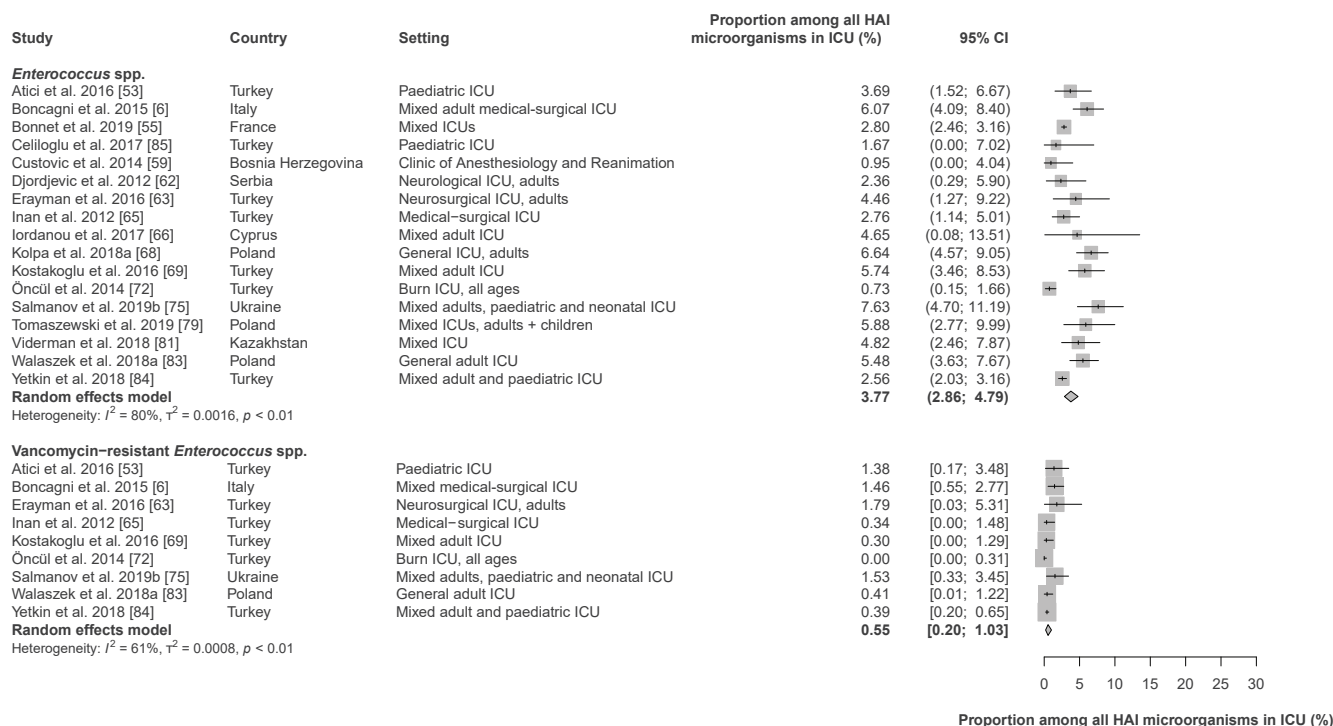 Proportion among all HAI
Study Country Setting microorganisms in ICU (%) 95% CI
Enterococcus spp.
Atici et al. 2016 [53] Turkey Paediatric ICU 3.69 (1.52; 6.67)
Boncagni et al. 2015 [6] Italy Mixed adult medical-surgical ICU 6.07 (4.09; 8.40)
Bonnet et al. 2019 [55] France Mixed ICUs 2.80 (2.46; 3.16)
Celiloglu et al. 2017 [85] Turkey Paediatric ICU 1.67 (0.00; 7.02)
Custovic et al. 2014 [59] Bosnia Herzegovina Clinic of Anesthesiology and Reanimation 0.95 (0.00; 4.04)
Djordjevic et al. 2012 [62] Serbia Neurological ICU, adults 2.36 (0.29; 5.90)
Erayman et al. 2016 [63] Turkey Neurosurgical ICU, adults 4.46 (1.27; 9.22)
Inan et al. 2012 [65] Turkey Medical−surgical ICU 2.76 (1.14; 5.01)
Iordanou et al. 2017 [66] Cyprus Mixed adult ICU 4.65 (0.08; 13.51)
Kolpa et al. 2018a [68] Poland General ICU, adults 6.64 (4.57; 9.05)
Kostakoglu et al. 2016 [69] Turkey Mixed adult ICU 5.74 (3.46; 8.53)
Öncül et al. 2014 [72] Turkey Burn ICU, all ages 0.73 (0.15; 1.66)
Salmanov et al. 2019b [75] Ukraine Mixed adults, paediatric and neonatal ICU 7.63 (4.70; 11.19)
Tomaszewski et al. 2019 [79] Poland Mixed ICUs, adults + children 5.88 (2.77; 9.99)
Viderman et al. 2018 [81] Kazakhstan Mixed ICU 4.82 (2.46; 7.87)
Walaszek et al. 2018a [83] Poland General adult ICU 5.48 (3.63; 7.67)
Yetkin et al. 2018 [84] Turkey Mixed adult and paediatric ICU 2.56 (2.03; 3.16)
Random effects model 3.77 (2.86; 4.79)
Heterogeneity: I² = 80%, τ² = 0.0016, p < 0.01
Vancomycin−resistant Enterococcus spp.
Atici et al. 2016 [53] Turkey Paediatric ICU 1.38 [0.17; 3.48]
Boncagni et al. 2015 [6] Italy Mixed medical-surgical ICU 1.46 [0.55; 2.77]
Erayman et al. 2016 [63] Turkey Neurosurgical ICU, adults 1.79 [0.03; 5.31]
Inan et al. 2012 [65] Turkey Medical−surgical ICU 0.34 [0.00; 1.48]
Kostakoglu et al. 2016 [69] Turkey Mixed adult ICU 0.30 [0.00; 1.29]
Öncül et al. 2014 [72] Turkey Burn ICU, all ages 0.00 [0.00; 0.31]
Salmanov et al. 2019b [75] Ukraine Mixed adults, paediatric and neonatal ICU 1.53 [0.33; 3.45]
Walaszek et al. 2018a [83] Poland General adult ICU 0.41 [0.01; 1.22]
Yetkin et al. 2018 [84] Turkey Mixed adult and paediatric ICU 0.39 [0.20; 0.65]
Random effects model 0.55 [0.20; 1.03]
Heterogeneity: I² = 61%, τ² = 0.0008, p < 0.01
0 5 10 15 20 25 30
Proportion among all HAI microorganisms in ICU (%)